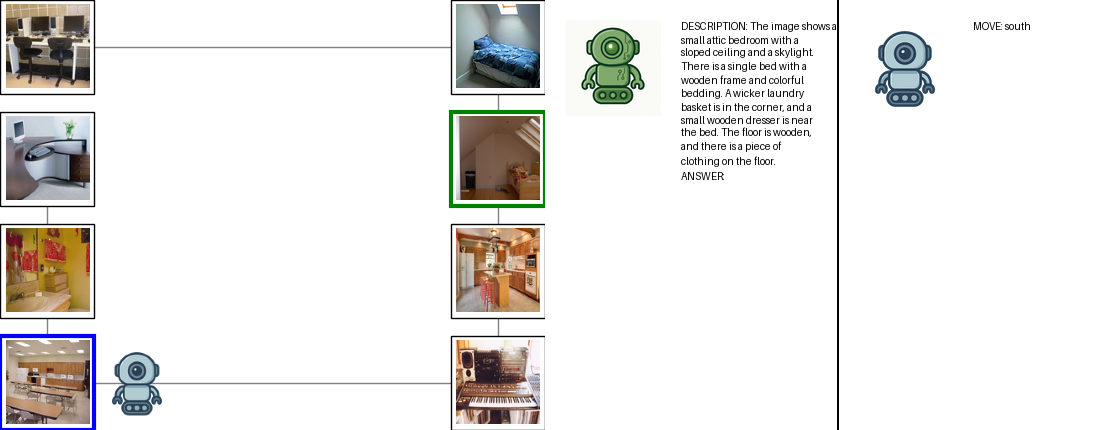 DESCRIPTION: The image shows a
small attic bedroom with a
sloped ceiling and a skylight.
There is a single bed with a
wooden frame and colorful
bedding. A wicker laundry
basket is in the corner, and a
small wooden dresser is near
the bed. The floor is wooden,
and there is a piece of
clothing on the floor.
ANSWER:
MOVE: south